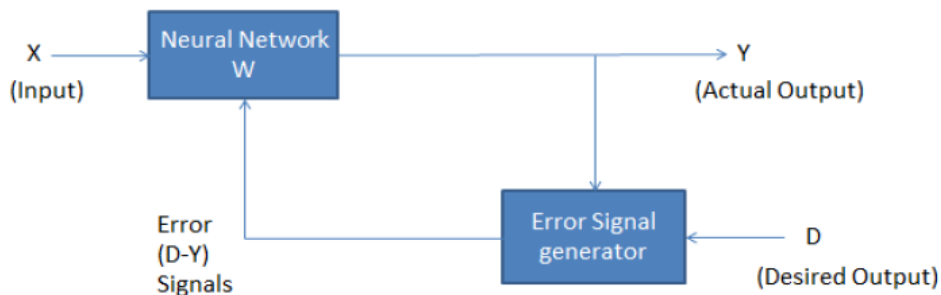 X
(Input)
Neural Network
W
Y
(Actual Output)
Error
(D-Y)
Signals
Error Signal
generator
D
(Desired Output)